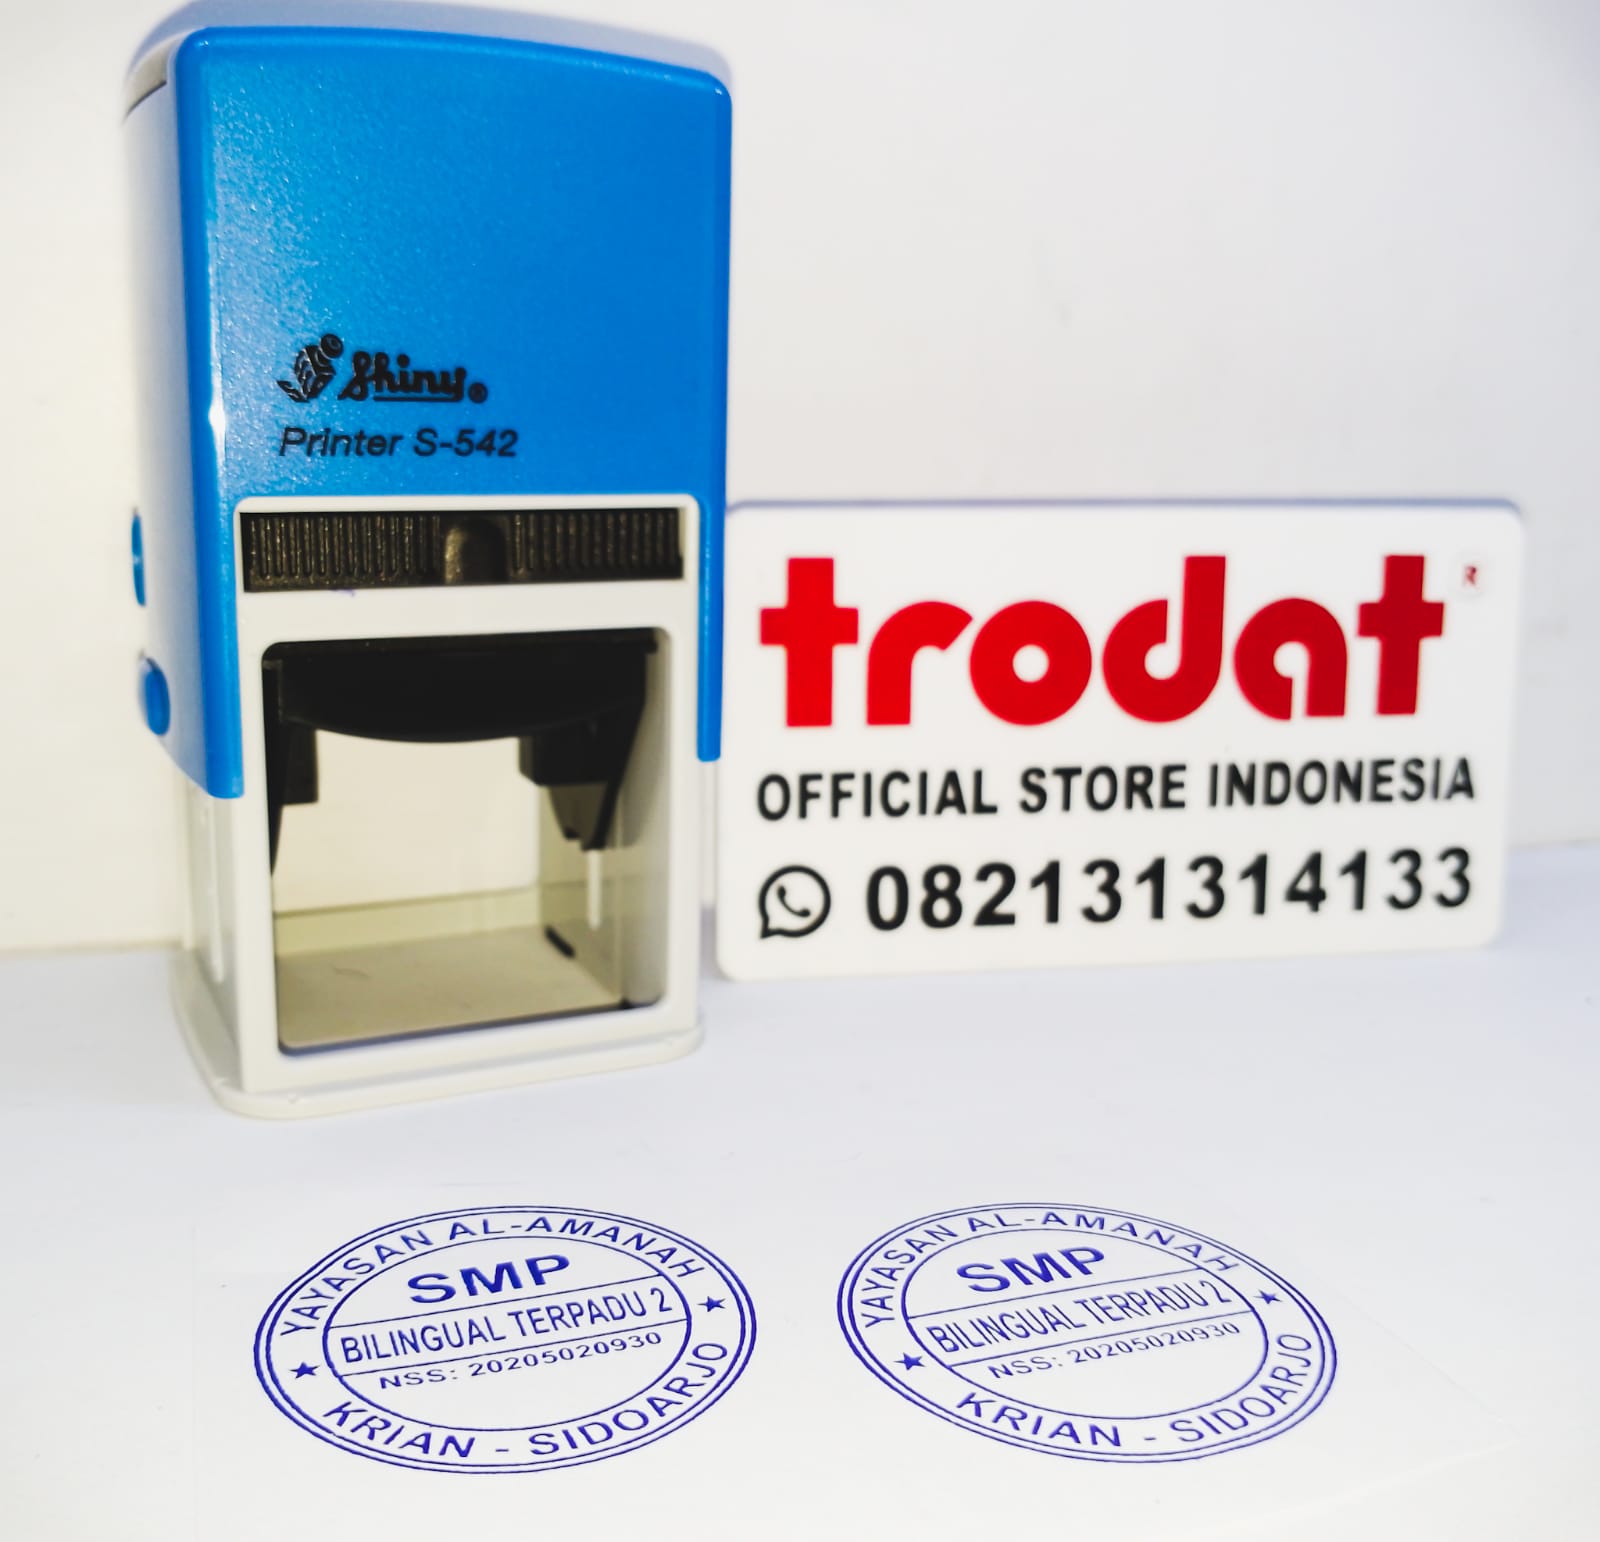 Shiny®
Printer S-542
trodat®
OFFICIAL STORE INDONESIA
082131314133
YAYASAN AL-AMANAH
SMP
BILINGUAL TERPADU 2
NSS: 20205020930
★ KRIAN - SIDOARJO ★
YAYASAN AL-AMANAH
SMP
BILINGUAL TERPADU 2
NSS: 20205020930
★ KRIAN - SIDOARJO ★